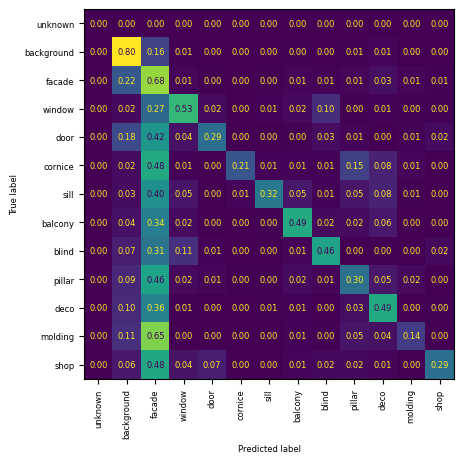 True label
unknown 0.00 0.00 0.00 0.00 0.00 0.00 0.00 0.00 0.00 0.00 0.00 0.00 0.00
background 0.00 0.80 0.16 0.01 0.00 0.00 0.00 0.00 0.00 0.01 0.01 0.00 0.00
facade 0.00 0.22 0.68 0.01 0.00 0.00 0.00 0.01 0.01 0.01 0.03 0.01 0.01
window 0.00 0.02 0.27 0.53 0.02 0.00 0.01 0.02 0.10 0.00 0.01 0.00 0.00
door 0.00 0.18 0.42 0.04 0.29 0.00 0.00 0.00 0.03 0.01 0.00 0.01 0.02
cornice 0.00 0.02 0.48 0.01 0.00 0.21 0.01 0.01 0.01 0.15 0.08 0.01 0.00
sill 0.00 0.03 0.40 0.05 0.00 0.01 0.32 0.05 0.01 0.05 0.08 0.01 0.00
balcony 0.00 0.04 0.34 0.02 0.00 0.00 0.01 0.49 0.02 0.02 0.06 0.00 0.00
blind 0.00 0.07 0.31 0.11 0.01 0.00 0.00 0.01 0.46 0.00 0.00 0.00 0.02
pillar 0.00 0.09 0.46 0.02 0.01 0.00 0.00 0.02 0.01 0.30 0.05 0.02 0.00
deco 0.00 0.10 0.36 0.01 0.00 0.00 0.01 0.01 0.00 0.03 0.49 0.00 0.00
molding 0.00 0.11 0.65 0.00 0.00 0.00 0.00 0.01 0.00 0.05 0.04 0.14 0.00
shop 0.00 0.06 0.48 0.04 0.07 0.00 0.00 0.01 0.02 0.02 0.01 0.00 0.29
unknown background facade window door cornice sill balcony blind pillar deco molding shop
Predicted label